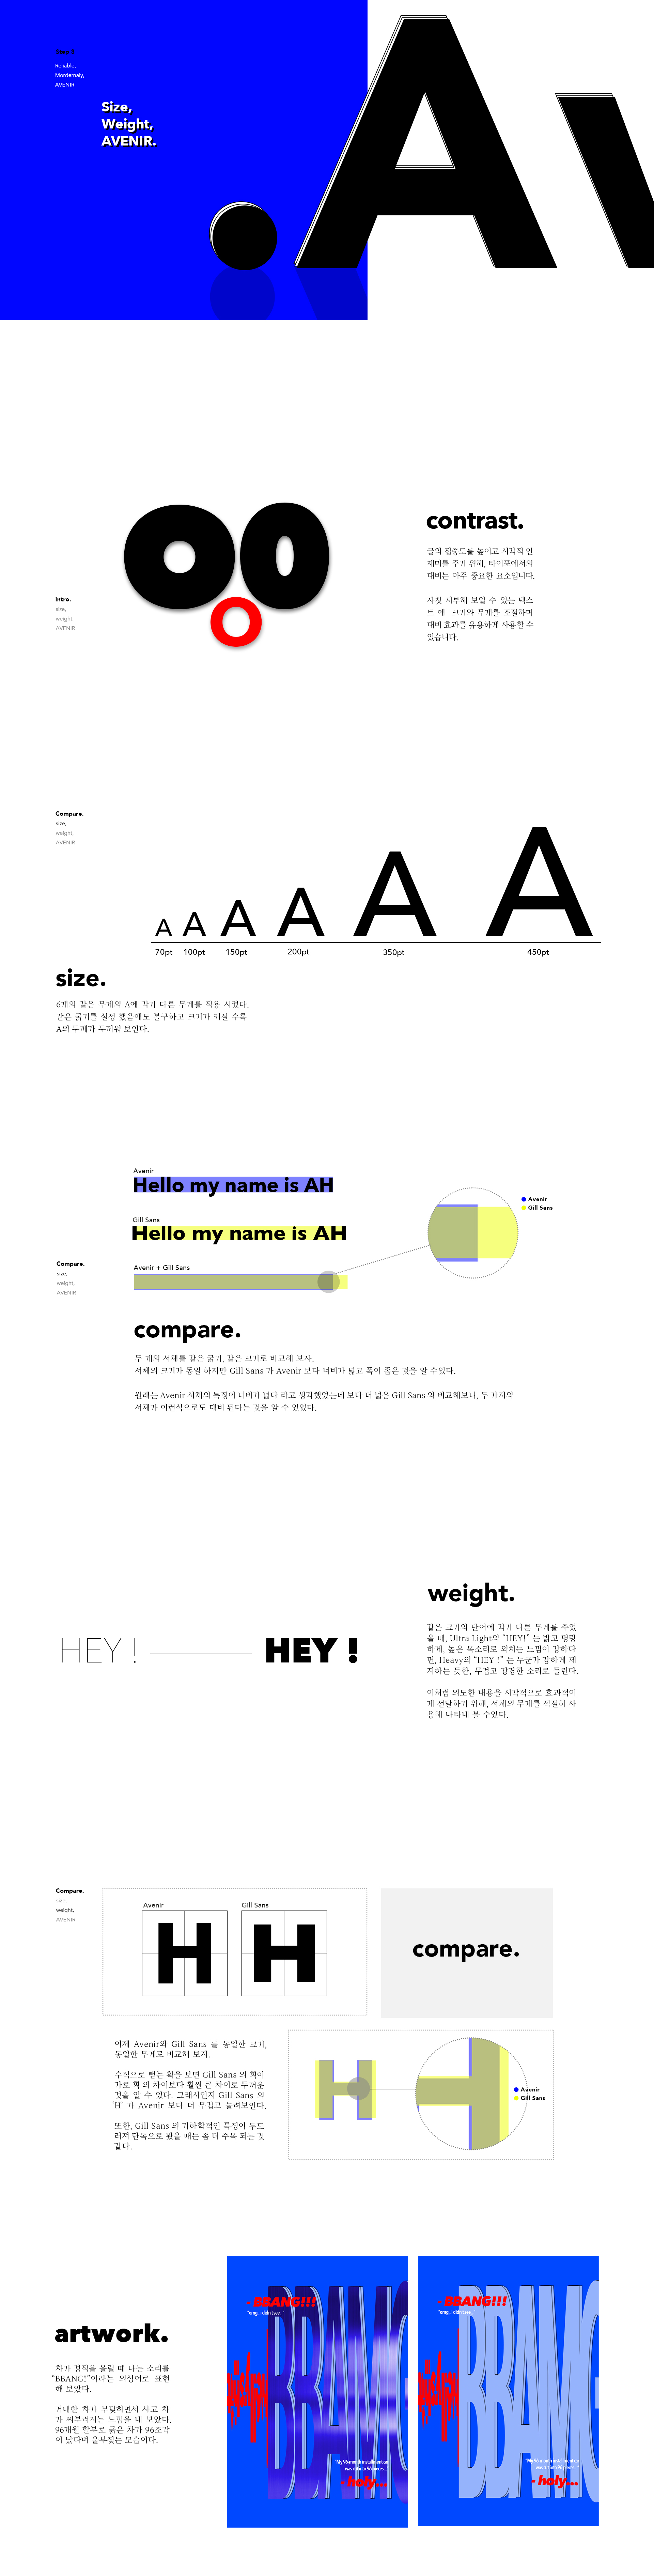 Step 2
Reliable,
Mordernaly,
AVENIR
Size,
Weight,
AVENIR.
.Av
oo
o
contrast.
글의 집중도를 높이고 시각적 인
재미를 주기 위해, 타이포에서의
대비는 아주 중요한 요소입니다.
자칫 지루해 보일 수 있는 텍스
트 에 크기와 무게를 조절하며
대비 효과를 유용하게 사용할 수
있습니다.
intro.
size,
weight,
AVENIR
Compare.
size,
weight,
AVENIR
A A A A A A
70pt 100pt 150pt 200pt 350pt 450pt
size.
6개의 같은 무게의 A에 각기 다른 무게를 적용 시켰다.
같은 굵기를 설정 했음에도 불구하고 크기가 커질 수록
A의 두께가 두꺼워 보인다.
Avenir
Hello my name is AH
Gill Sans
Hello my name is AH
Avenir + Gill Sans
Avenir
Gill Sans
Compare.
size,
weight,
AVENIR
compare.
두 개의 서체를 같은 굵기, 같은 크기로 비교해 보자.
서체의 크기가 동일 하지만 Gill Sans 가 Avenir 보다 너비가 넓고 폭이 좁은 것을 알 수있다.
원래는 Avenir 서체의 특징이 너비가 넓다 라고 생각했었는데 보다 더 넓은 Gill Sans 와 비교해보니, 두 가지의
서체가 이런식으로도 대비 된다는 것을 알 수 있었다.
weight.
HEY ! HEY !
같은 크기의 단어에 각기 다른 무게를 주었
을 때, Ultra Light의 “HEY!” 는 밝고 명랑
하게, 높은 목소리로 외치는 느낌이 강하다
면, Heavy의 “HEY !” 는 누군가 강하게 제
지하는 듯한, 무겁고 강경한 소리로 들린다.
이처럼 의도한 내용을 시각적으로 효과적이
게 전달하기 위해, 서체의 무게를 적절히 사
용해 나타내 볼 수있다.
Compare.
size,
weight,
AVENIR
Avenir
Gill Sans
H H
compare.
이제 Avenir와 Gill Sans 를 동일한 크기,
동일한 무게로 비교해 보자.
수직으로 뻗는 획을 보면 Gill Sans 의 획이
가로 획 의 차이보다 훨씬 큰 차이로 두꺼운
것을 알 수 있다. 그래서인지 Gill Sans 의
‘H’ 가 Avenir 보다 더 무겁고 눌려보인다.
또한, Gill Sans 의 기하학적인 특징이 두드
러져 단독으로 봤을 때는 좀 더 주목 되는 것
같다.
H
Avenir
Gill Sans
artwork.
차가 경적을 울릴 때 나는 소리를
“BBANG!”이라는 의성어로 표현
해 보았다.
거대한 차가 부딪히면서 사고 차
가 찌부러지는 느낌을 내 보았다.
96개월 할부로 긁은 차가 96조각
이 났다며 울부짖는 모습이다.
- BBANG!!!
"omg,, i didn't see .."
BBAMG
"My 96-month installment car
was cut into 96 pieces..."
- holy...
- BBANG!!!
"omg,, i didn't see .."
BBAMG
"My 96-month installment car
was cut into 96 pieces..."
- holy...